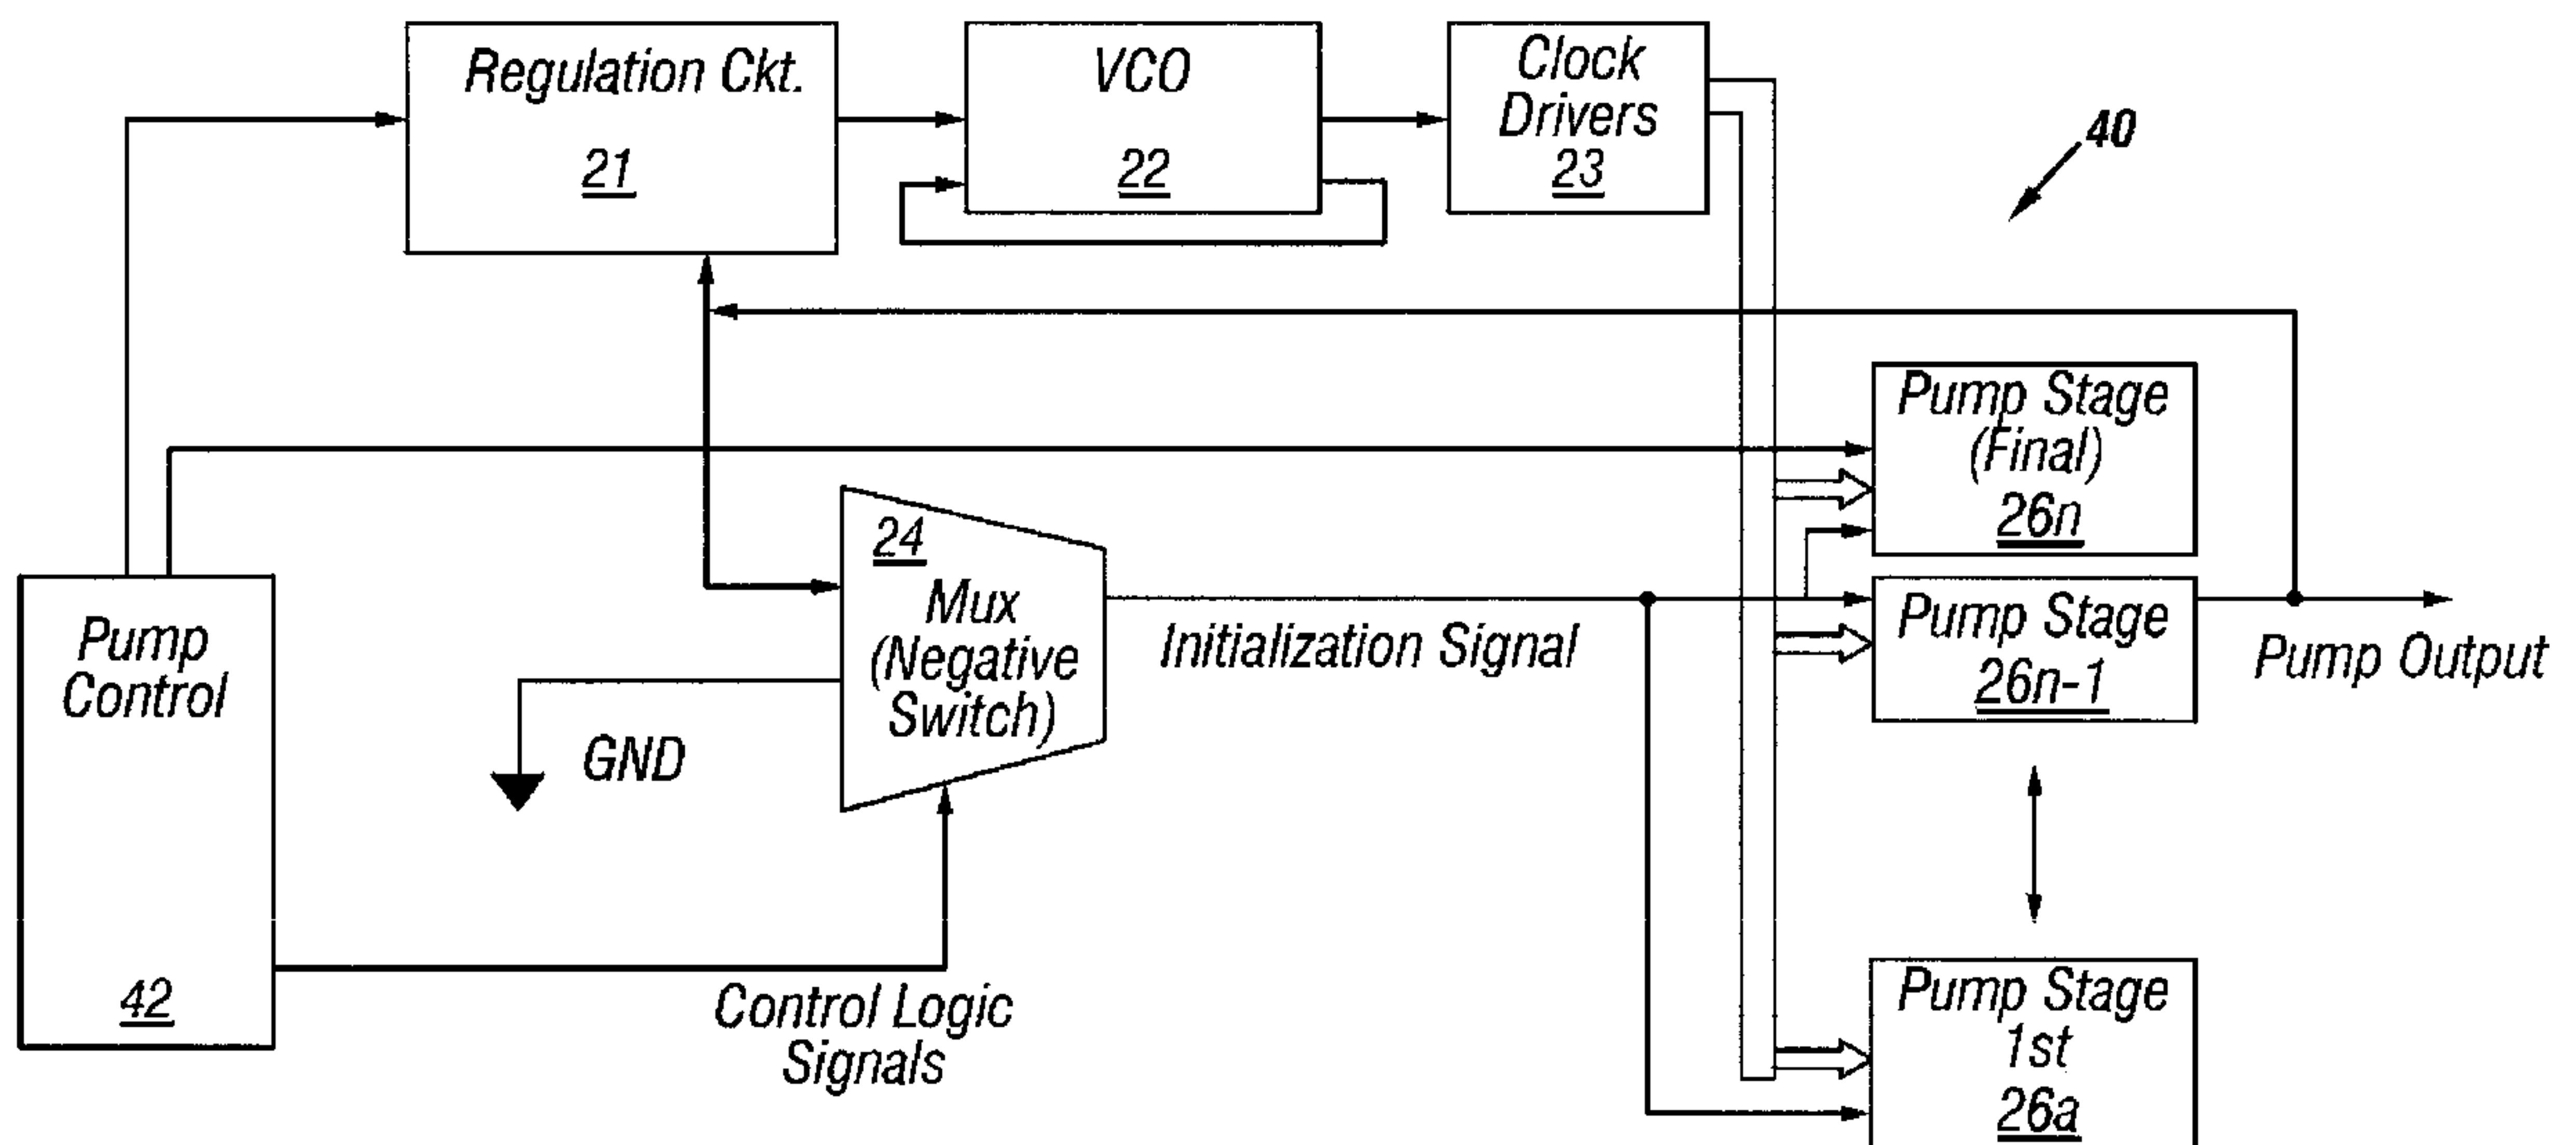 Regulation Ckt.
21
VCO
22
Clock
Drivers
23
40
Pump Stage
(Final)
26n
24
Mux
(Negative
Switch)
Initialization Signal
Pump Stage
26n-1
Pump Output
Pump
Control
42
GND
Control Logic
Signals
Pump Stage
1st
26a